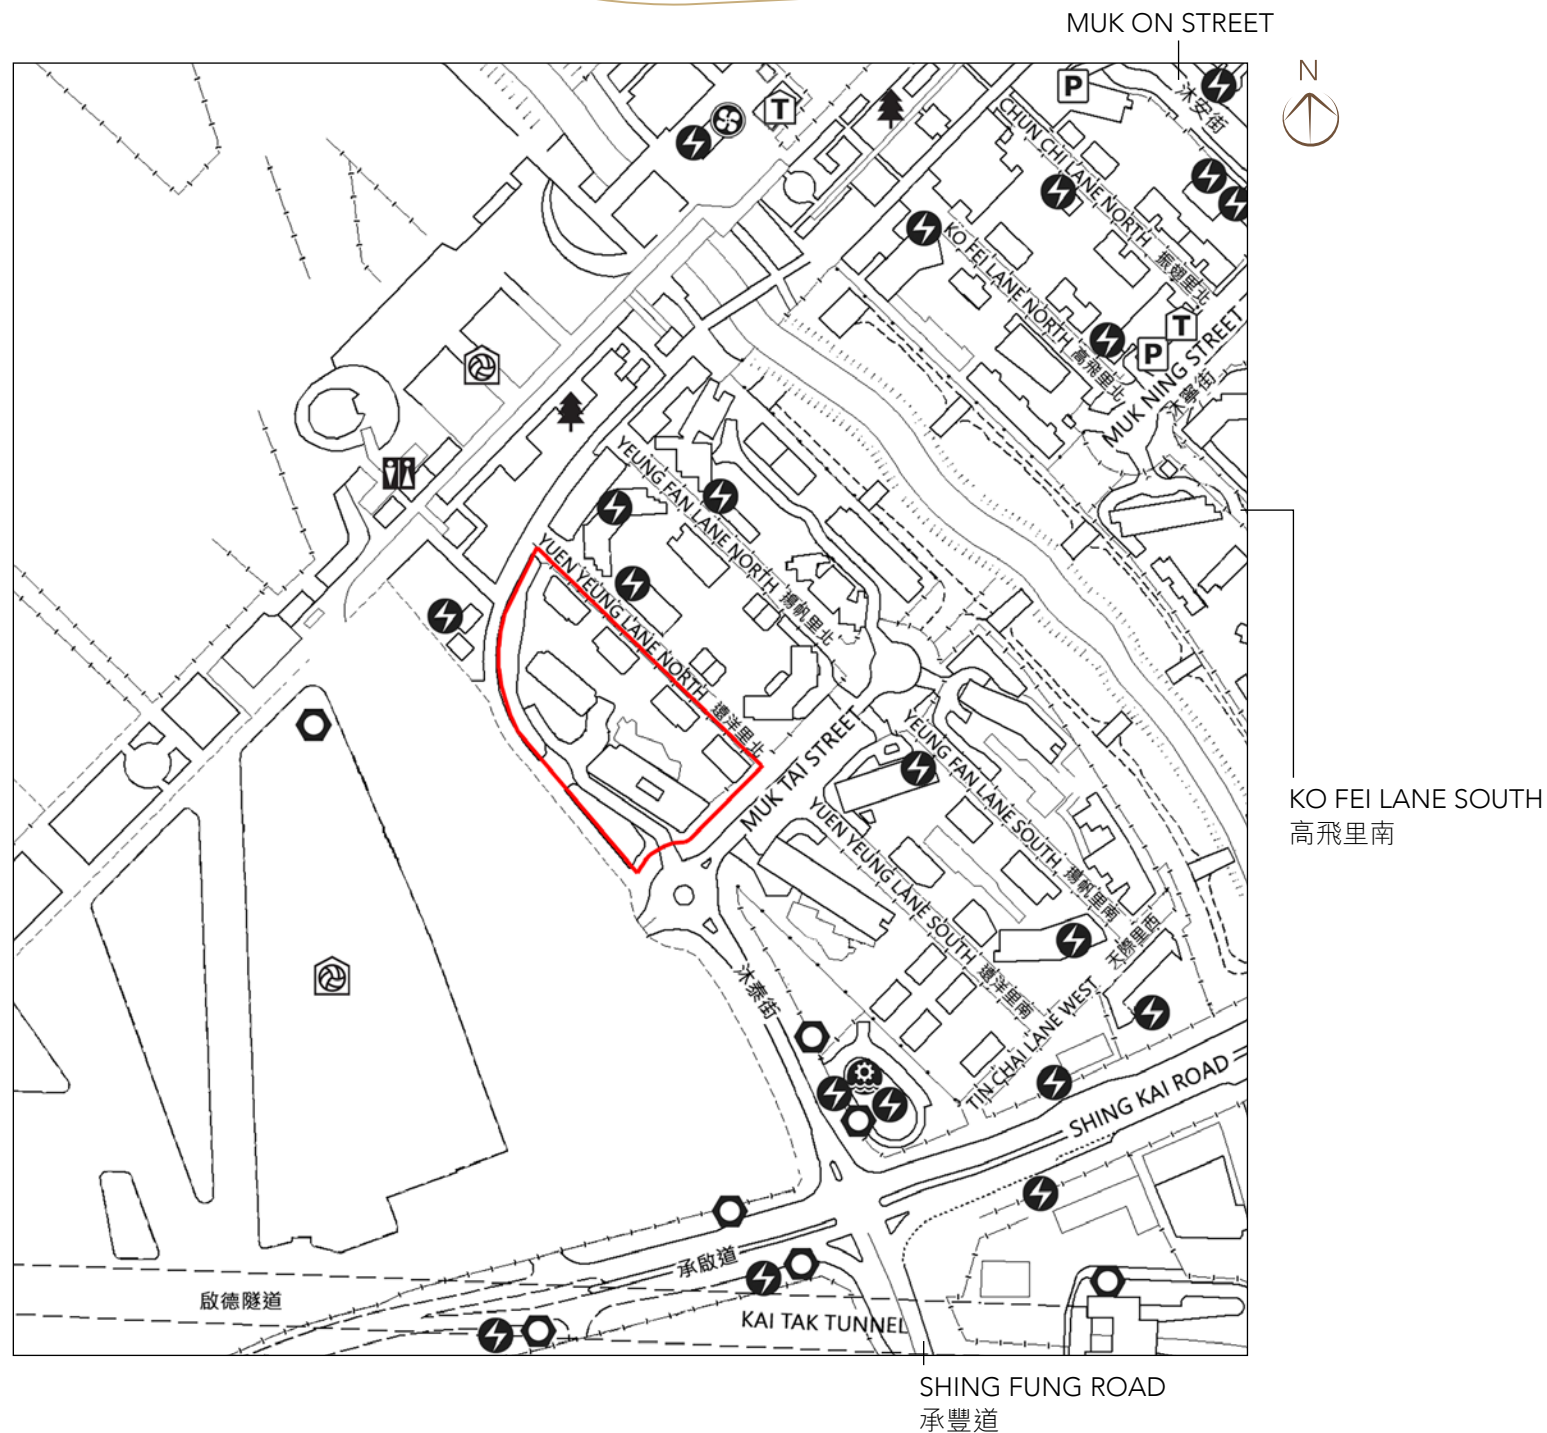 MUK ON STREET
N
P
沐安街
T
CHUN CHI LANE NORTH 振翅里北
KO FEI LANE NORTH 高飛里北
T
P
MUK NING STREET
沐寧街
YEUNG FAN LANE NORTH 揚帆里北
YUEN YEUNG LANE NORTH 遠洋里北
MUK TAI STREET
YEUNG FAN LANE SOUTH 揚帆里南
YUEN YEUNG LANE SOUTH 遠洋里南
KO FEI LANE SOUTH
高飛里南
天際里西
TIN CHAI LANE WEST
沐泰街
SHING KAI ROAD
承啟道
啟德隧道
KAI TAK TUNNEL
SHING FUNG ROAD
承豐道